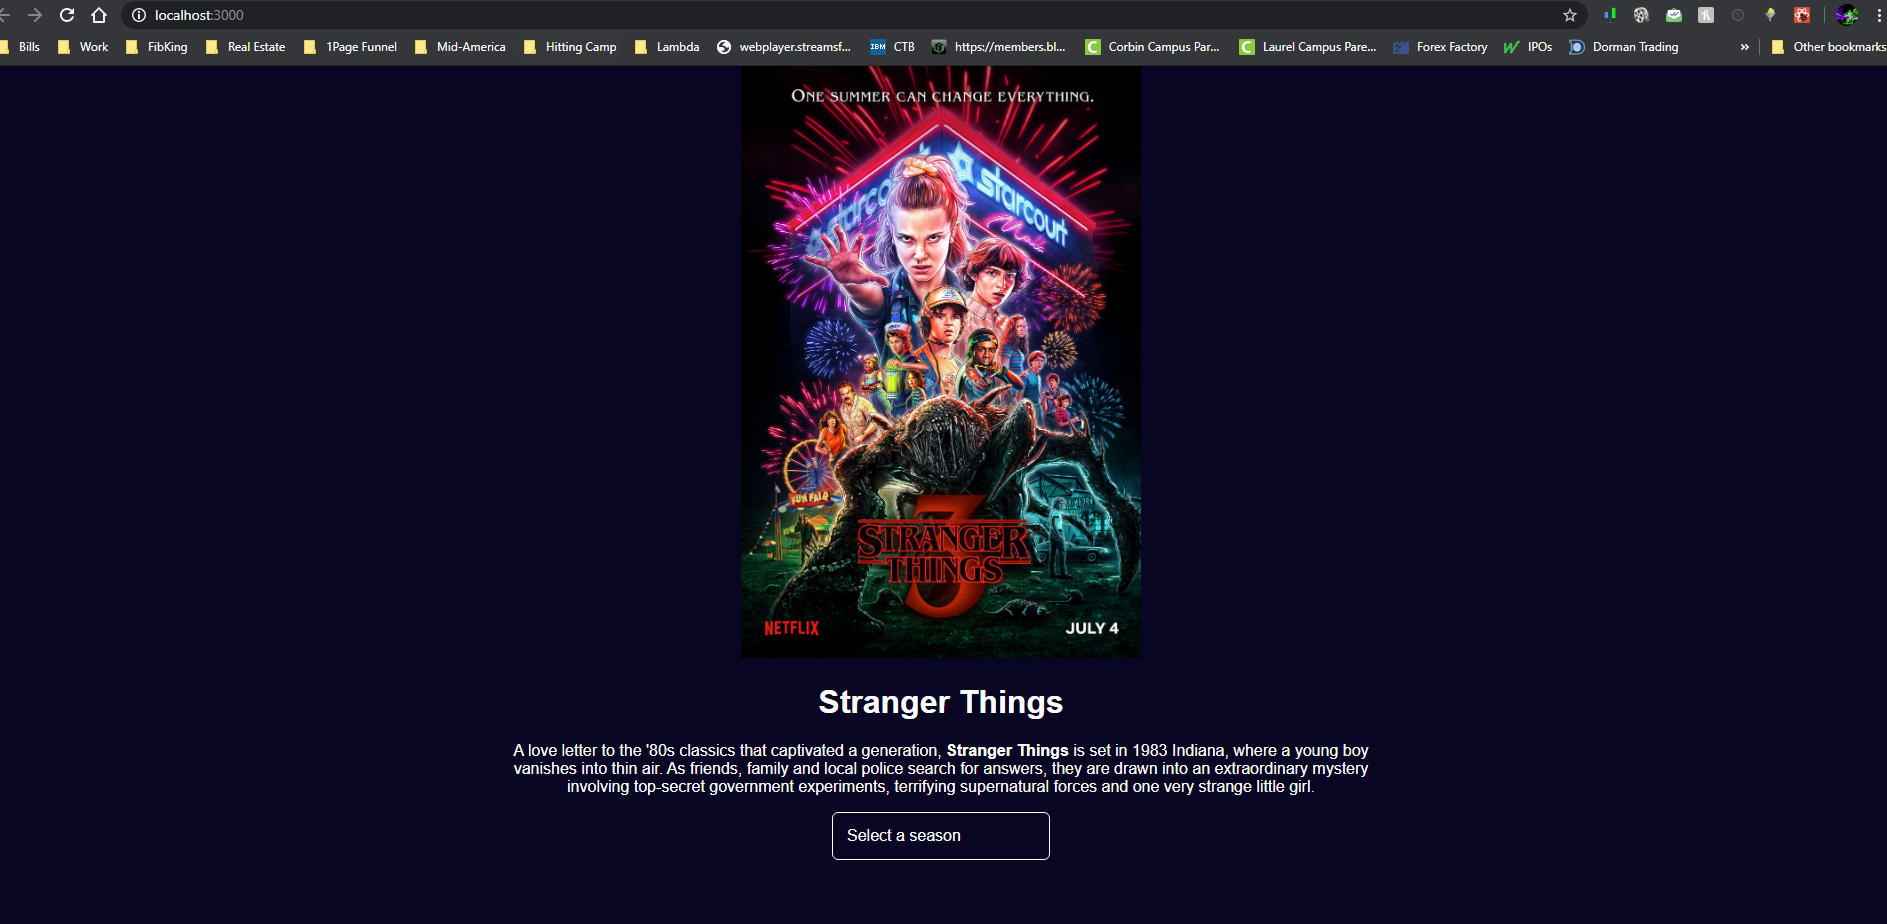 localhost:3000
Bills Work FibKing Real Estate 1Page Funnel Mid-America Hitting Camp Lambda webplayer.streamsf... IBM CTB https://members.bl... C Corbin Campus Par... C Laurel Campus Pare... Forex Factory IPOs Dorman Trading » Other bookmarks
ONE SUMMER CAN CHANGE EVERYTHING.
starcourt
starcourt
FUN FAIR
3
STRANGER
THINGS
NETFLIX
JULY 4
Stranger Things
A love letter to the '80s classics that captivated a generation, Stranger Things is set in 1983 Indiana, where a young boy
vanishes into thin air. As friends, family and local police search for answers, they are drawn into an extraordinary mystery
involving top-secret government experiments, terrifying supernatural forces and one very strange little girl.
Select a season